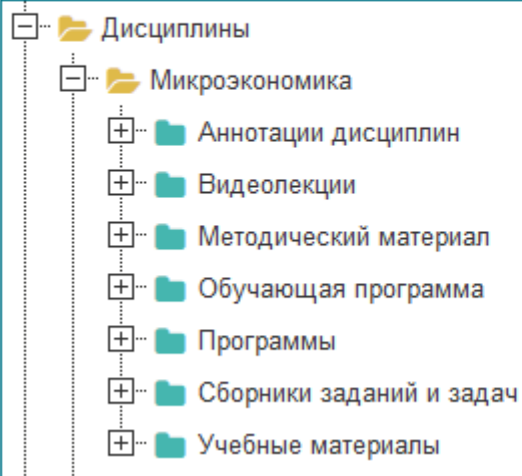 Дисциплины
Микроэкономика
Аннотации дисциплин
Видеолекции
Методический материал
Обучающая программа
Программы
Сборники заданий и задач
Учебные материалы